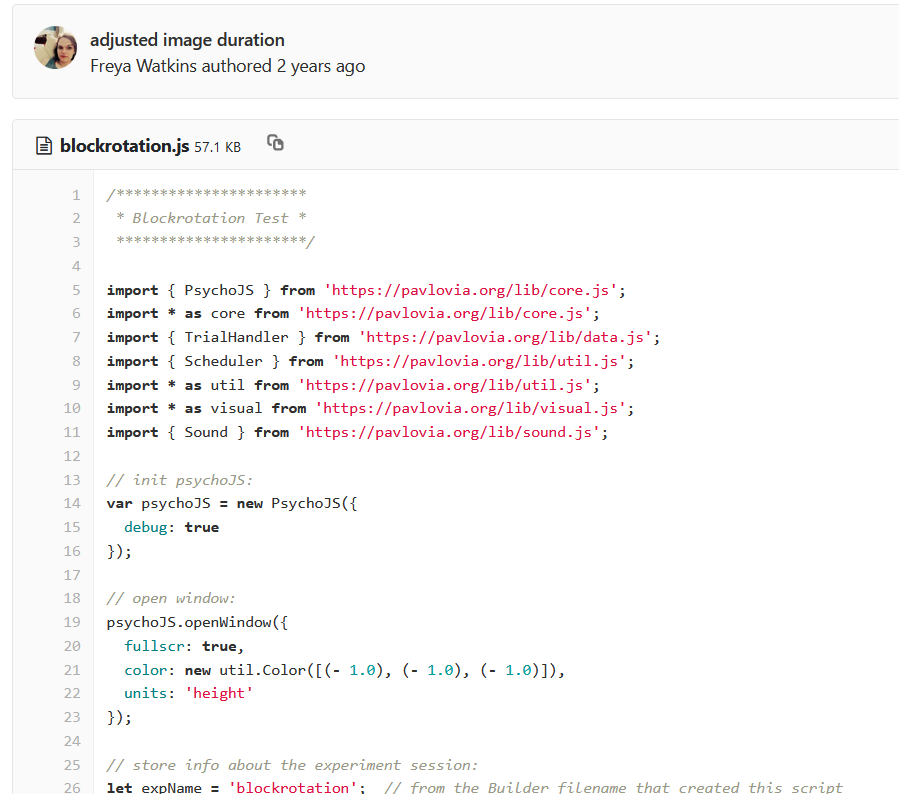 adjusted image duration
Freya Watkins authored 2 years ago
blockrotation.js 57.1 KB
1 /**********************
2  * Blockrotation Test *
3  **********************/
4
5 import { PsychoJS } from 'https://pavlovia.org/lib/core.js';
6 import * as core from 'https://pavlovia.org/lib/core.js';
7 import { TrialHandler } from 'https://pavlovia.org/lib/data.js';
8 import { Scheduler } from 'https://pavlovia.org/lib/util.js';
9 import * as util from 'https://pavlovia.org/lib/util.js';
10 import * as visual from 'https://pavlovia.org/lib/visual.js';
11 import { Sound } from 'https://pavlovia.org/lib/sound.js';
12
13 // init psychoJS:
14 var psychoJS = new PsychoJS({
15   debug: true
16 });
17
18 // open window:
19 psychoJS.openWindow({
20   fullscr: true,
21   color: new util.Color([(- 1.0), (- 1.0), (- 1.0)]),
22   units: 'height'
23 });
24
25 // store info about the experiment session:
26 let expName = 'blockrotation';  // from the Builder filename that created this script